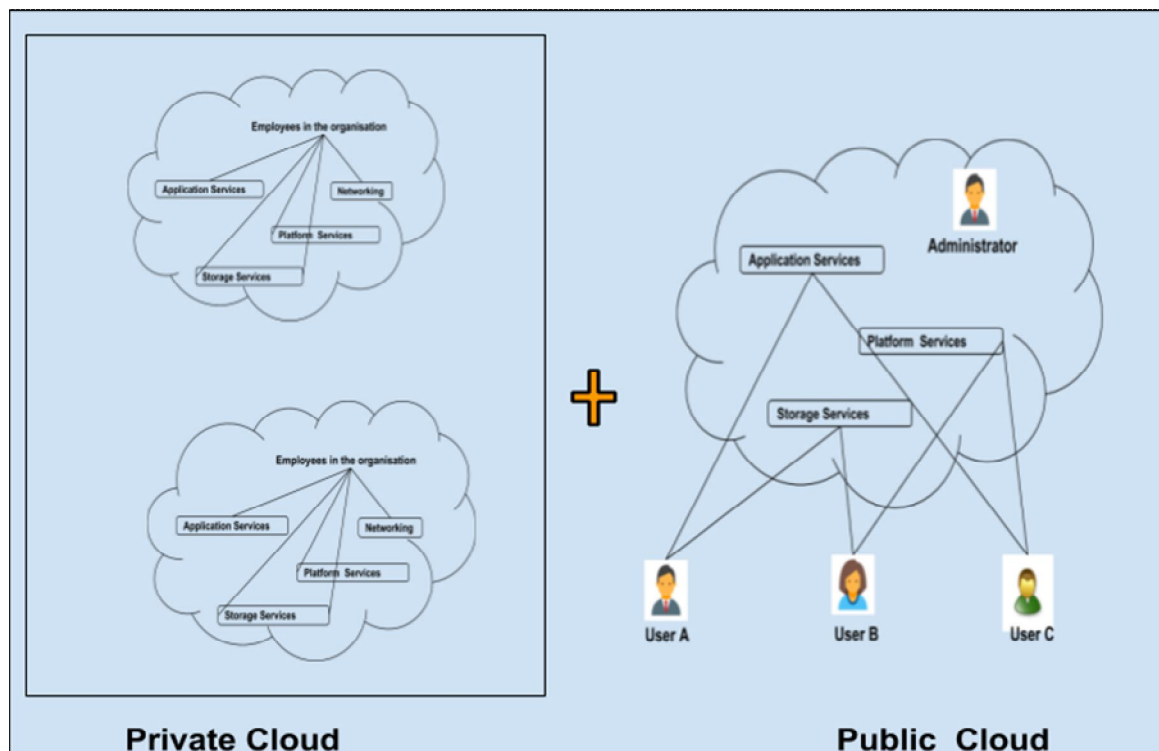 Employees in the organisation
Application Services
Networking
Platform Services
Storage Services
Employees in the organisation
Application Services
Networking
Platform Services
Storage Services
Private Cloud
+
Administrator
Application Services
Platform Services
Storage Services
User A
User B
User C
Public Cloud